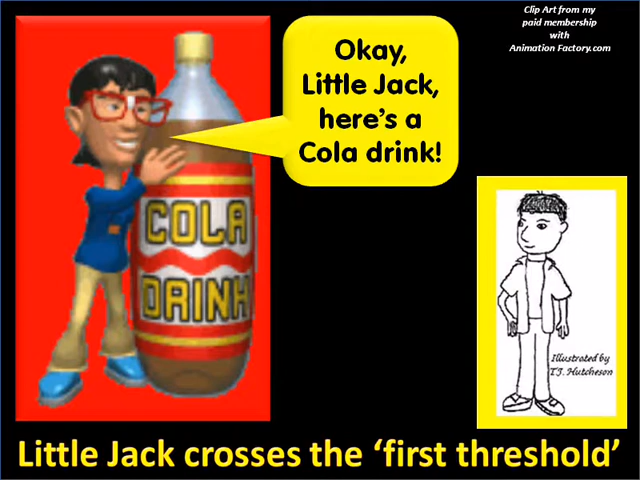 Clip Art from my
paid membership
with
Animation Factory.com
Okay,
Little Jack,
here's a
Cola drink!
COLA
DRINK
Illustrated by
T.J. Hutcheson
Little Jack crosses the ‘first threshold’